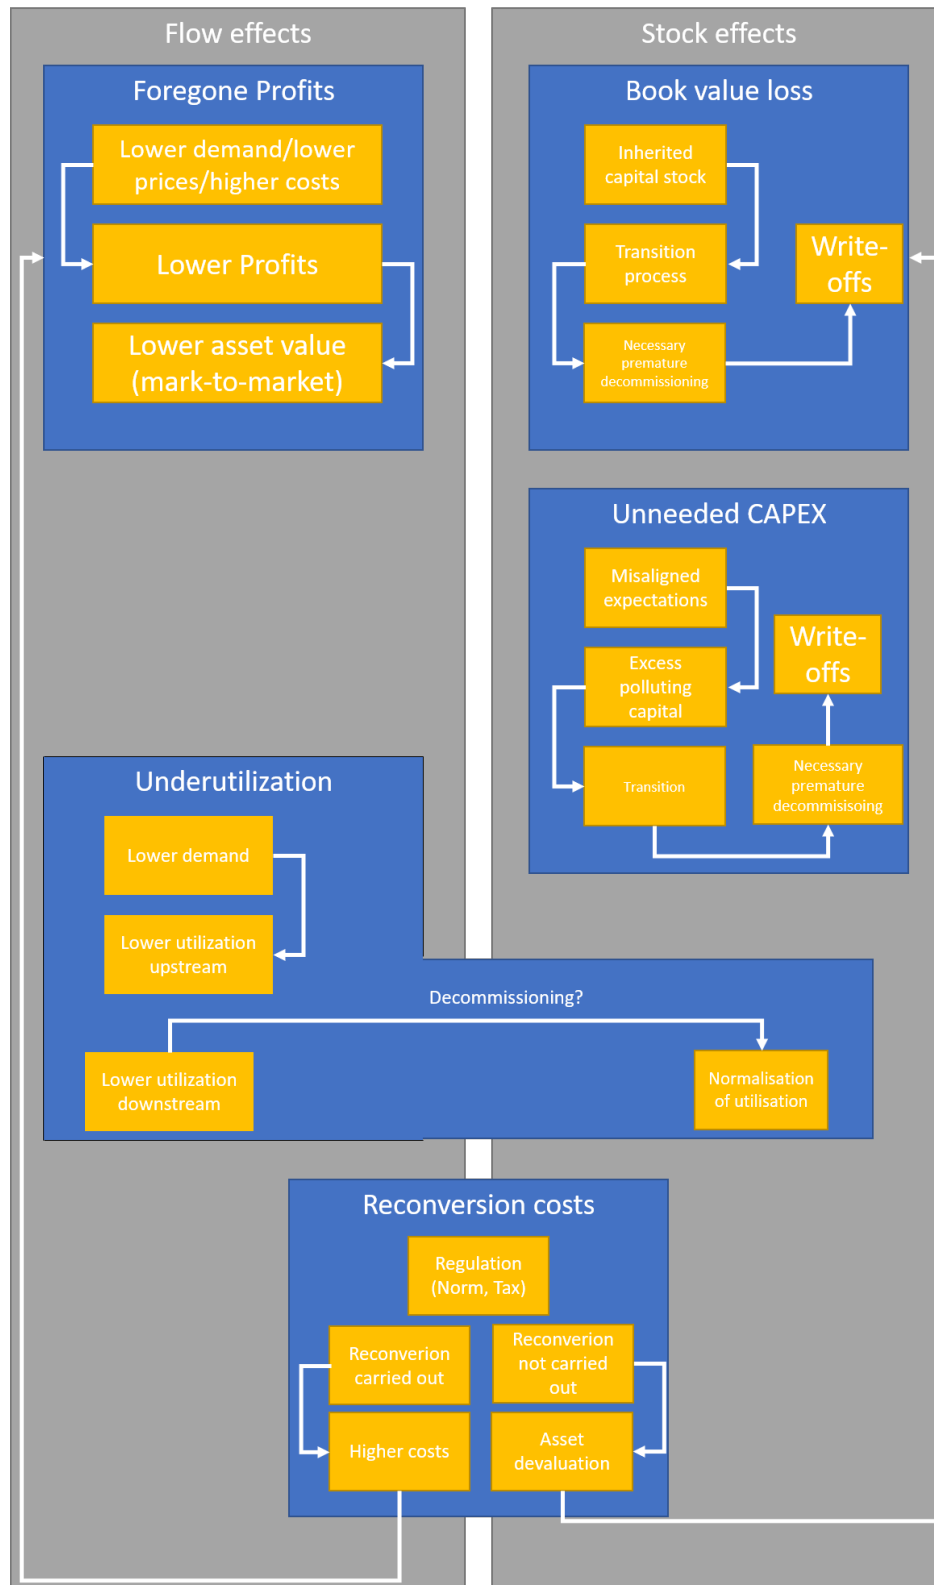 Flow effects
Foregone Profits
Lower demand/lower
prices/higher costs
Lower Profits
Lower asset value
(mark-to-market)
Underutilization
Lower demand
Lower utilization
upstream
Decommissioning?
Lower utilization
downstream
Normalisation
of utilisation
Stock effects
Book value loss
Inherited
capital stock
Transition
process
Necessary
premature
decommissioning
Write-
offs
Unneeded CAPEX
Misaligned
expectations
Excess
polluting
capital
Transition
Necessary
premature
decommisisoing
Write-
offs
Reconversion costs
Regulation
(Norm, Tax)
Reconverion
carried out
Higher costs
Reconverion
not carried
out
Asset
devaluation